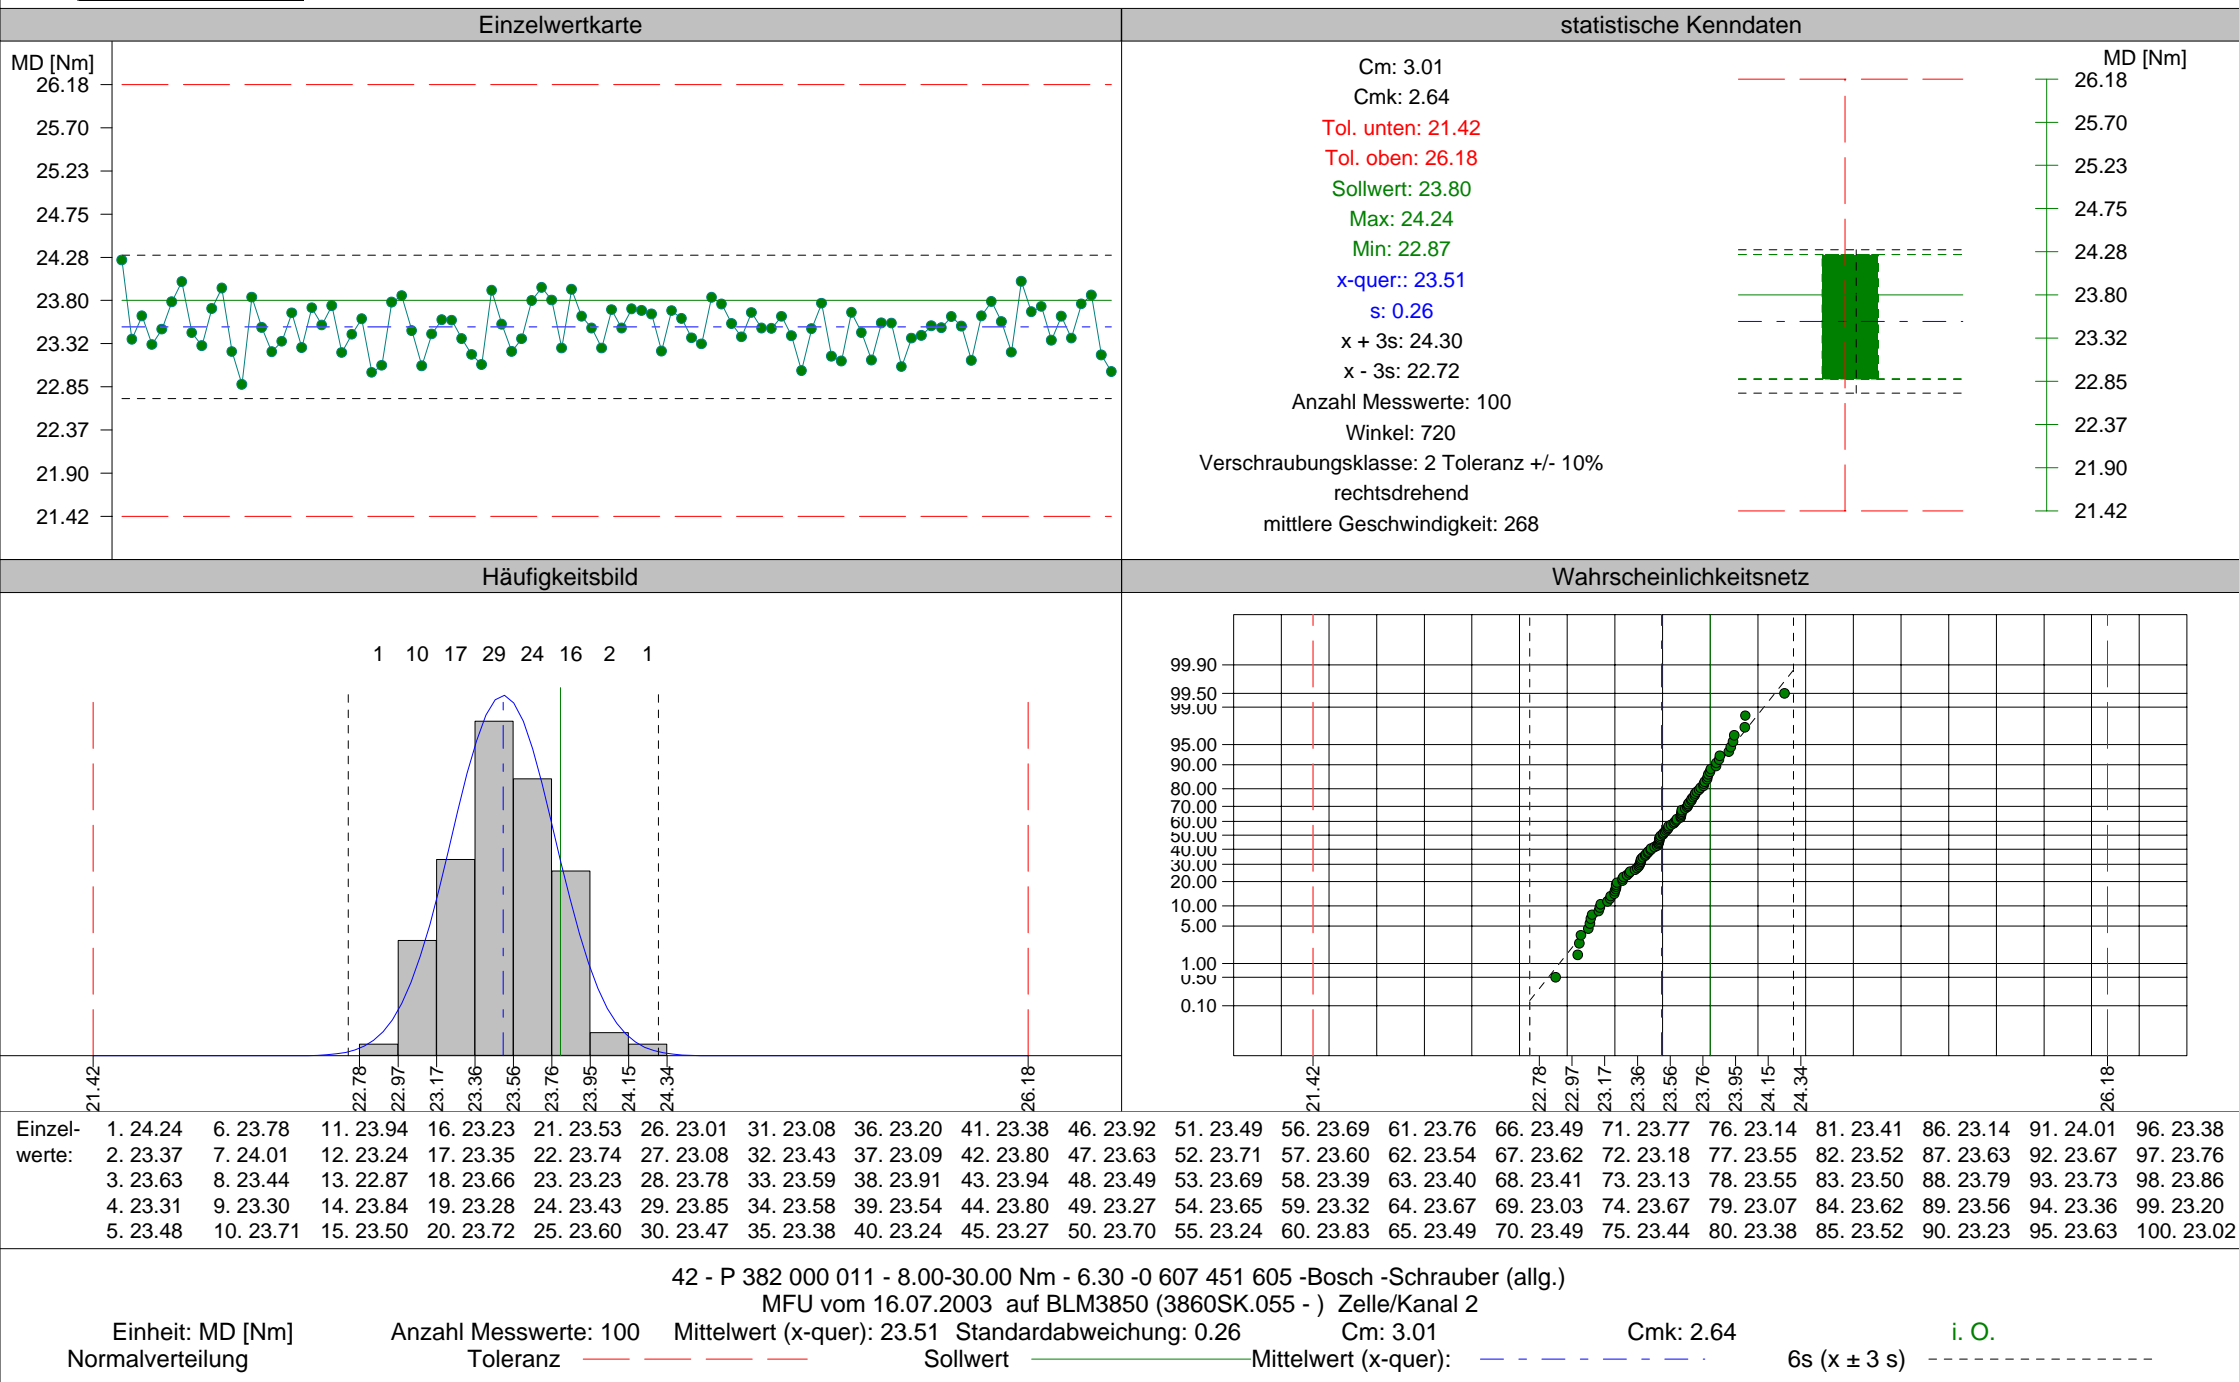 Einzelwertkarte
MD [Nm]
26.18
25.70
25.23
24.75
24.28
23.80
23.32
22.85
22.37
21.90
21.42
statistische Kenndaten
Cm: 3.01
Cmk: 2.64
Tol. unten: 21.42
Tol. oben: 26.18
Sollwert: 23.80
Max: 24.24
Min: 22.87
x-quer:: 23.51
s: 0.26
x + 3s: 24.30
x - 3s: 22.72
Anzahl Messwerte: 100
Winkel: 720
Verschraubungsklasse: 2 Toleranz +/- 10%
rechtsdrehend
mittlere Geschwindigkeit: 268
MD [Nm]
26.18
25.70
25.23
24.75
24.28
23.80
23.32
22.85
22.37
21.90
21.42
Häufigkeitsbild
1 10 17 29 24 16 2 1
21.42 22.78 22.97 23.17 23.36 23.56 23.76 23.95 24.15 24.34 26.18
Wahrscheinlichkeitsnetz
99.90
99.50
99.00
95.00
90.00
80.00
70.00
60.00
50.00
40.00
30.00
20.00
10.00
5.00
1.00
0.50
0.10
21.42 22.78 22.97 23.17 23.36 23.56 23.76 23.95 24.15 24.34 26.18
Einzel- 1. 24.24 6. 23.78 11. 23.94 16. 23.23 21. 23.53 26. 23.01 31. 23.08 36. 23.20 41. 23.38 46. 23.92 51. 23.49 56. 23.69 61. 23.76 66. 23.49 71. 23.77 76. 23.14 81. 23.41 86. 23.14 91. 24.01 96. 23.38
werte: 2. 23.37 7. 24.01 12. 23.24 17. 23.35 22. 23.74 27. 23.08 32. 23.43 37. 23.09 42. 23.80 47. 23.63 52. 23.71 57. 23.60 62. 23.54 67. 23.62 72. 23.18 77. 23.55 82. 23.52 87. 23.63 92. 23.67 97. 23.76
3. 23.63 8. 23.44 13. 22.87 18. 23.66 23. 23.23 28. 23.78 33. 23.59 38. 23.91 43. 23.94 48. 23.49 53. 23.69 58. 23.39 63. 23.40 68. 23.41 73. 23.13 78. 23.55 83. 23.50 88. 23.79 93. 23.73 98. 23.86
4. 23.31 9. 23.30 14. 23.84 19. 23.28 24. 23.43 29. 23.85 34. 23.58 39. 23.54 44. 23.80 49. 23.27 54. 23.65 59. 23.32 64. 23.67 69. 23.03 74. 23.67 79. 23.07 84. 23.62 89. 23.56 94. 23.36 99. 23.20
5. 23.48 10. 23.71 15. 23.50 20. 23.72 25. 23.60 30. 23.47 35. 23.38 40. 23.24 45. 23.27 50. 23.70 55. 23.24 60. 23.83 65. 23.49 70. 23.49 75. 23.44 80. 23.38 85. 23.52 90. 23.23 95. 23.63 100. 23.02
42 - P 382 000 011 - 8.00-30.00 Nm - 6.30 -0 607 451 605 -Bosch -Schrauber (allg.)
MFU vom 16.07.2003 auf BLM3850 (3860SK.055 - ) Zelle/Kanal 2
Einheit: MD [Nm] Anzahl Messwerte: 100 Mittelwert (x-quer): 23.51 Standardabweichung: 0.26 Cm: 3.01 Cmk: 2.64 i. O.
Normalverteilung Toleranz Sollwert Mittelwert (x-quer): 6s (x ± 3 s)